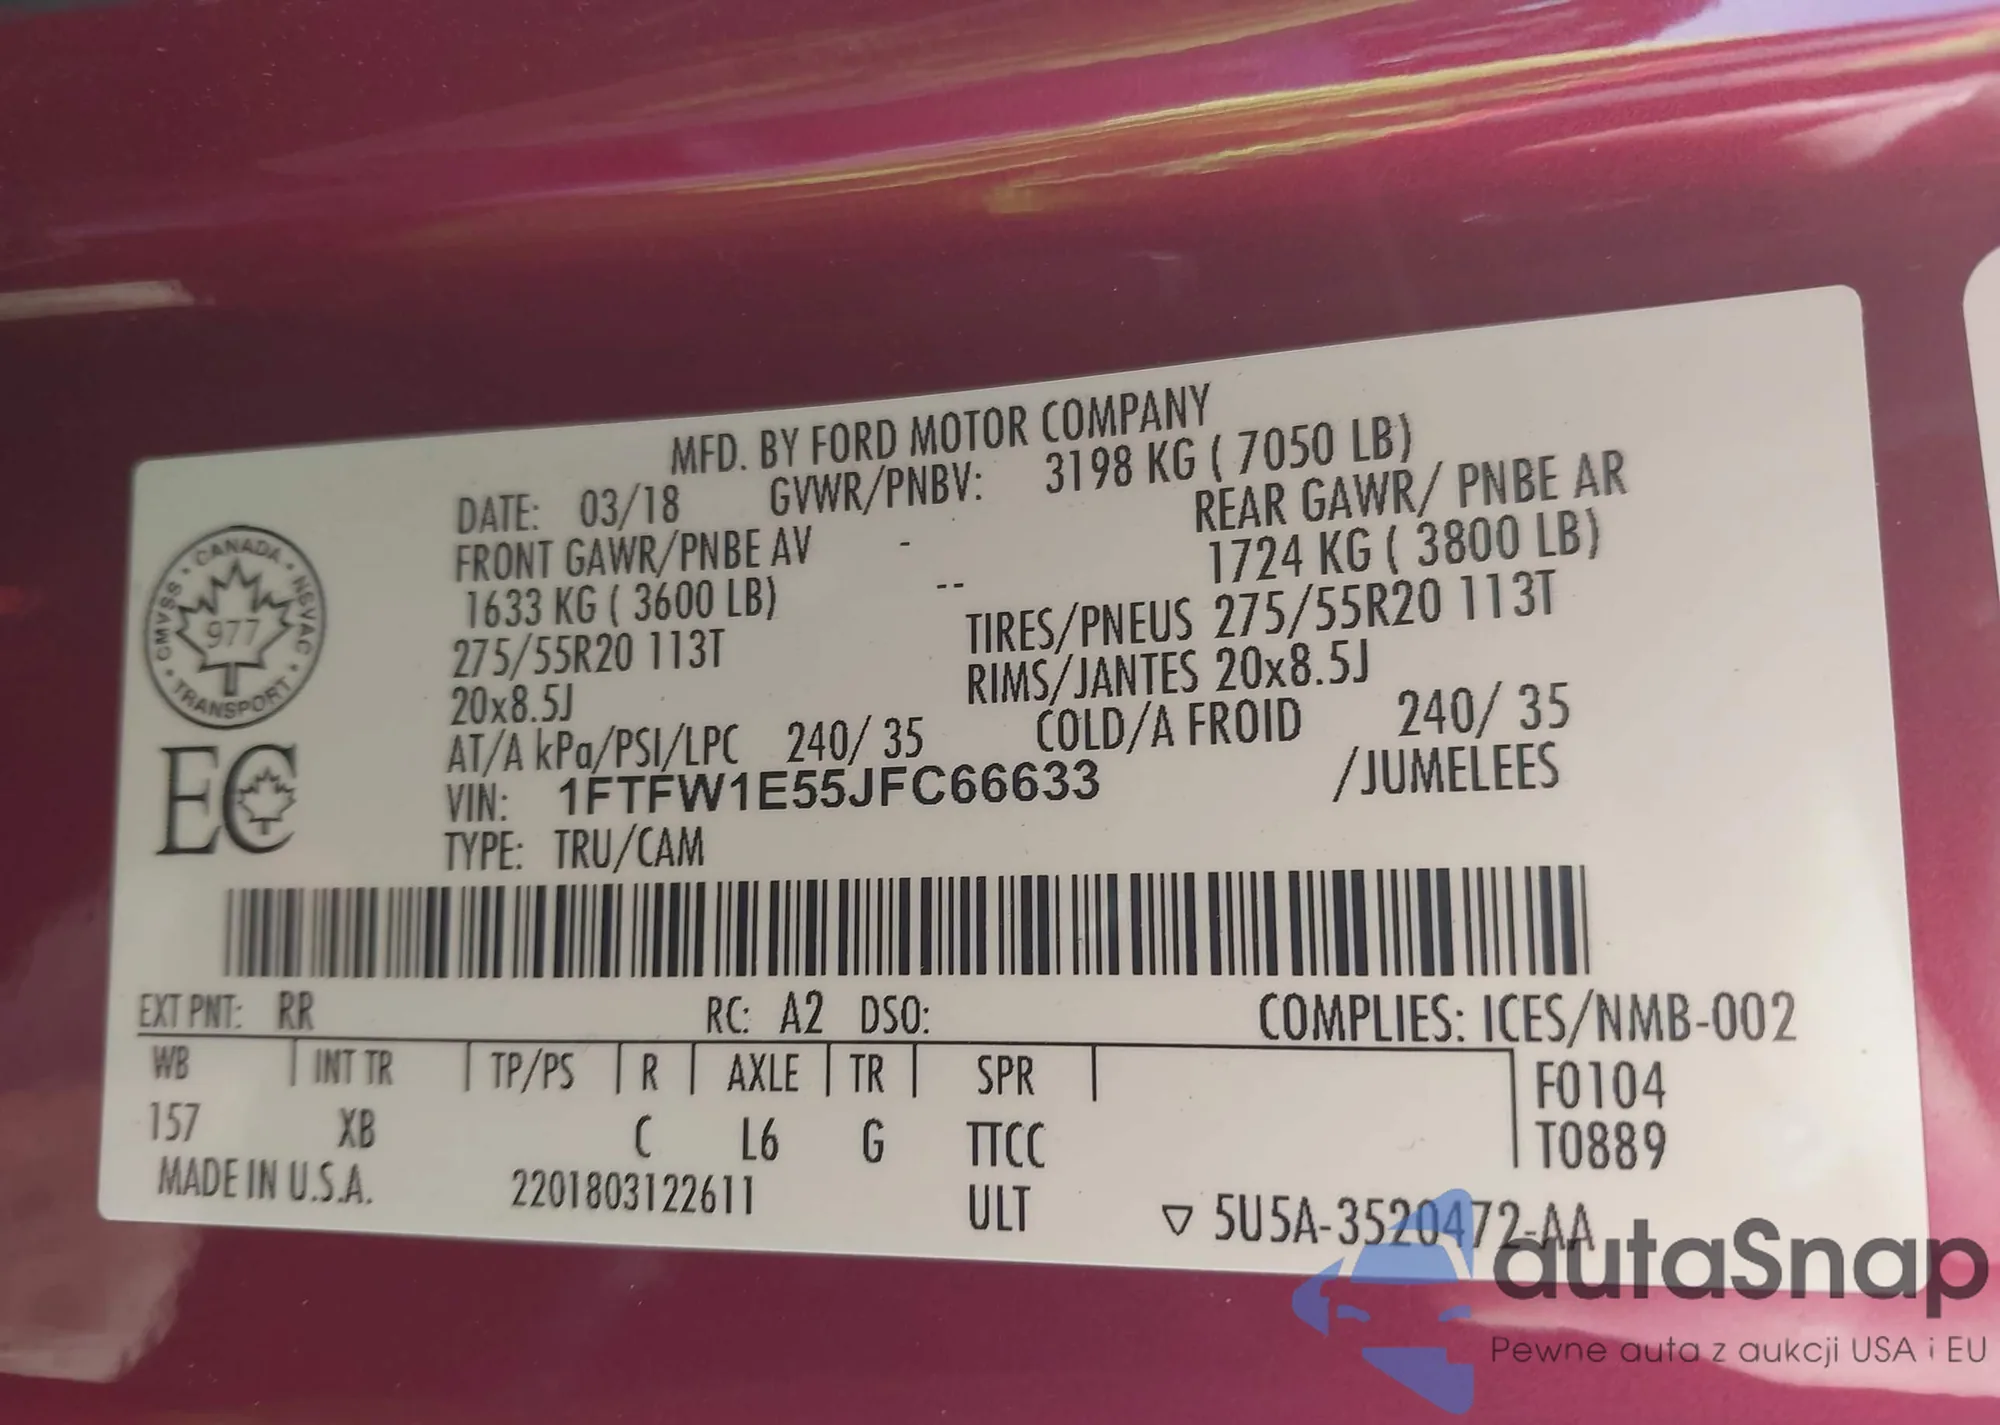 MFD. BY FORD MOTOR COMPANY
DATE: 03/18 GVWR/PNBV: 3198 KG ( 7050 LB)
FRONT GAWR/PNBE AV - REAR GAWR/ PNBE AR
1633 KG ( 3600 LB) -- 1724 KG ( 3800 LB)
275/55R20 113T TIRES/PNEUS 275/55R20 113T
20x8.5J RIMS/JANTES 20x8.5J
AT/A kPa/PSI/LPC 240/ 35 COLD/A FROID 240/ 35
VIN: 1FTFW1E55JFC66633 /JUMELEES
TYPE: TRU/CAM
CANADA • NSVAC • TRANSPORT • CMVSS •
977
EC
EXT PNT: RR RC: A2 DSO: COMPLIES: ICES/NMB-002
WB | INT TR | TP/PS | R | AXLE | TR | SPR | F0104
157 XB C L6 G TTCC T0889
MADE IN U.S.A. 2201803122611 ULT ▽ 5U5A-3520472-AA
autaSnap
Pewne auta z aukcji USA i EU